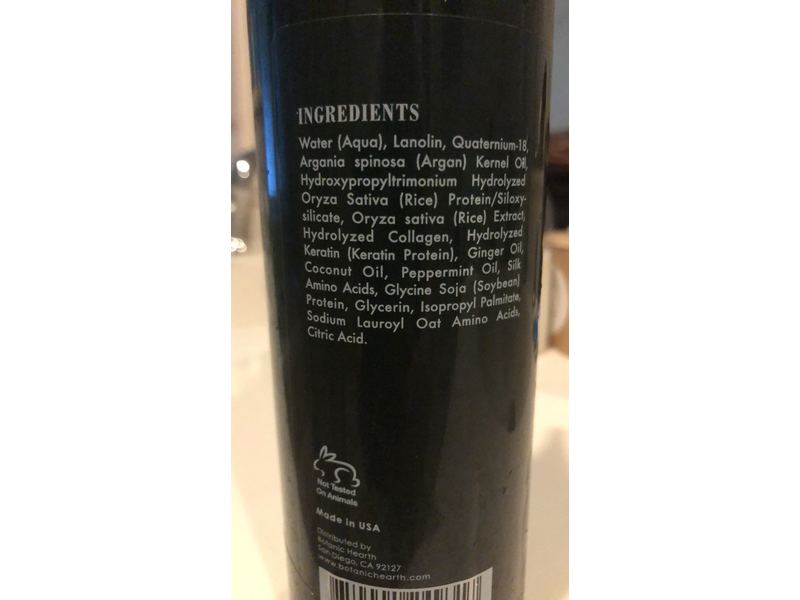 INGREDIENTS
Water (Aqua), Lanolin, Quaternium-18,
Argania spinosa (Argan) Kernel Oil,
Hydroxypropyltrimonium Hydrolyzed
Oryza Sativa (Rice) Protein/Siloxy-
silicate, Oryza sativa (Rice) Extract,
Hydrolyzed Collagen, Hydrolyzed
Keratin (Keratin Protein), Ginger Oil,
Coconut Oil, Peppermint Oil, Silk
Amino Acids, Glycine Soja (Soybean)
Protein, Glycerin, Isopropyl Palmitate,
Sodium Lauroyl Oat Amino Acids,
Citric Acid.
Not Tested
On Animals
Made in USA
Distributed by
Botanic Hearth
San Diego, CA 92127
www.botanichearth.com